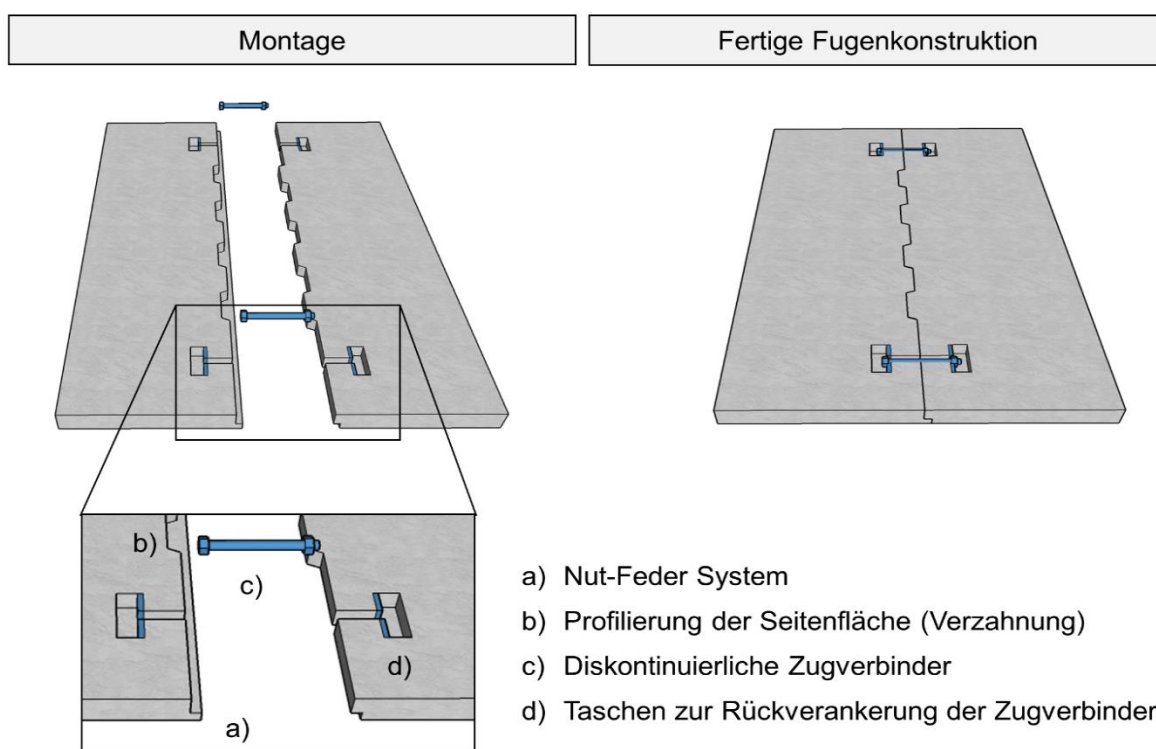 Montage
Fertige Fugenkonstruktion
b)
c)
d)
a)
a) Nut-Feder System
b) Profilierung der Seitenfläche (Verzahnung)
c) Diskontinuierliche Zugverbinder
d) Taschen zur Rückverankerung der Zugverbinder